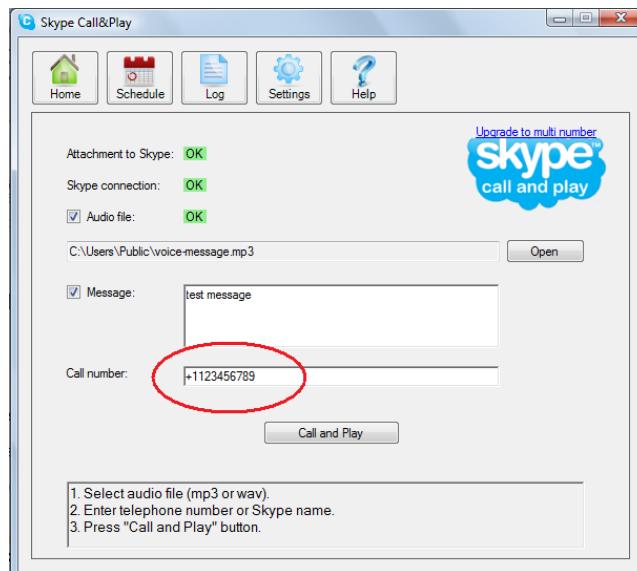 Skype Call&Play
Home
Schedule
Log
Settings
Help
Upgrade to multi number
skype™
call and play
Attachment to Skype: OK
Skype connection: OK
Audio file: OK
C:\Users\Public\voice-message.mp3
Open
Message:
test message
Call number:
+1123456789
Call and Play
1. Select audio file (mp3 or wav).
2. Enter telephone number or Skype name.
3. Press "Call and Play" button.